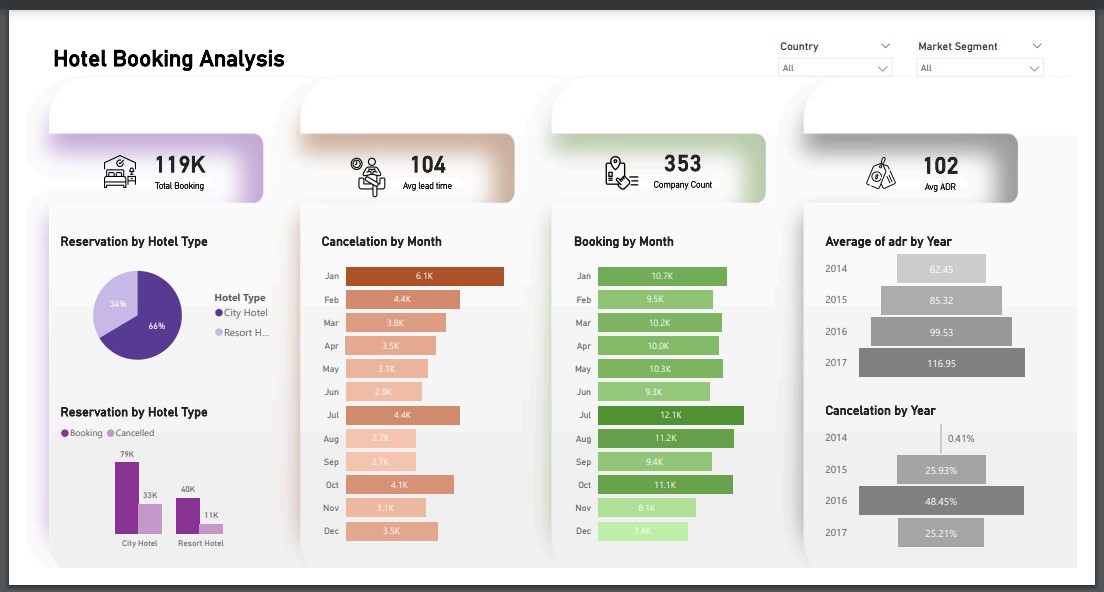 Hotel Booking Analysis
Country
Market Segment
All
All
119K
Total Booking
104
Avg lead time
353
Company Count
102
Avg ADR
Reservation by Hotel Type
34%
66%
Hotel Type
City Hotel
Resort H...
Reservation by Hotel Type
Booking Cancelled
79K
33K
40K
11K
City Hotel
Resort Hotel
Cancelation by Month
Jan 6.1K
Feb 4.4K
Mar 3.8K
Apr 3.5K
May 3.1K
Jun 2.9K
Jul 4.4K
Aug 2.7K
Sep 2.7K
Oct 4.1K
Nov 3.1K
Dec 3.5K
Booking by Month
Jan 10.7K
Feb 9.5K
Mar 10.2K
Apr 10.0K
May 10.3K
Jun 9.3K
Jul 12.1K
Aug 11.2K
Sep 9.4K
Oct 11.1K
Nov 8.1K
Dec 7.4K
Average of adr by Year
2014 62.45
2015 85.32
2016 99.53
2017 116.95
Cancelation by Year
2014 0.41%
2015 25.93%
2016 48.45%
2017 25.21%